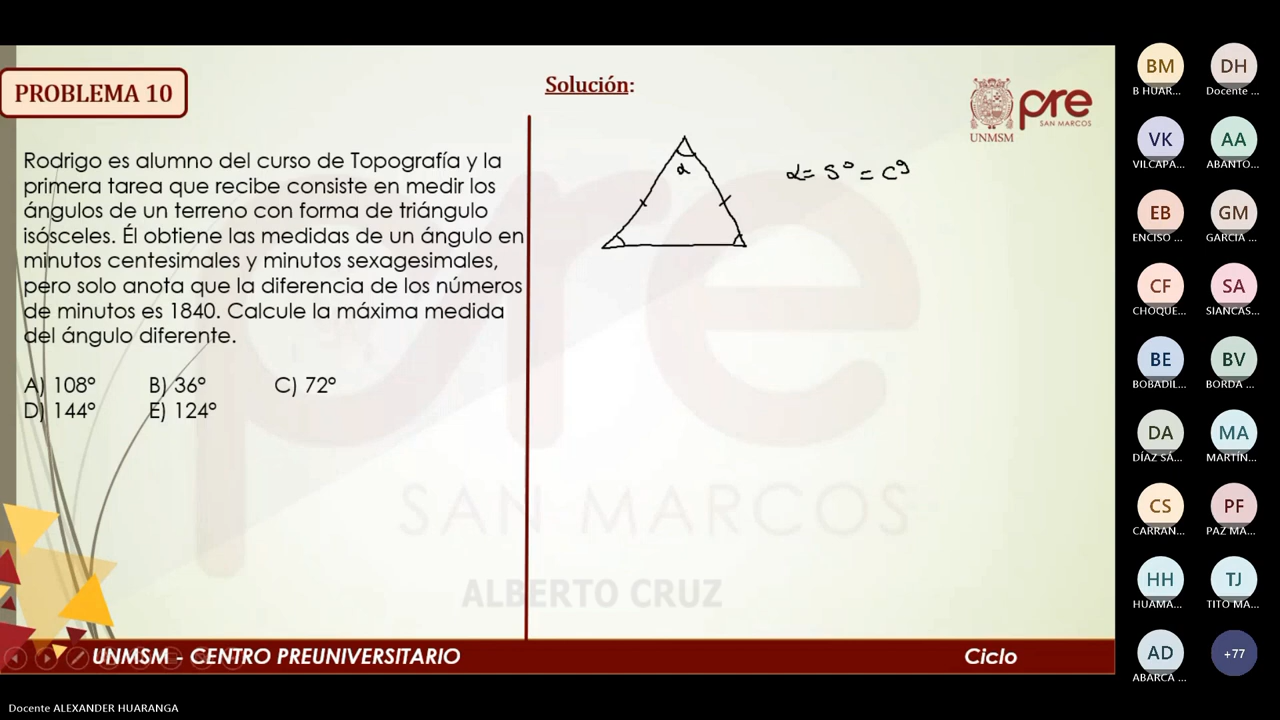 PROBLEMA 10
Solución:
UNMSM
pre
SAN MARCOS
Rodrigo es alumno del curso de Topografía y la
primera tarea que recibe consiste en medir los
ángulos de un terreno con forma de triángulo
isósceles. Él obtiene las medidas de un ángulo en
minutos centesimales y minutos sexagesimales,
pero solo anota que la diferencia de los números
de minutos es 1840. Calcule la máxima medida
del ángulo diferente.
A) 108° B) 36° C) 72°
D) 144° E) 124°
α
α = S° = C^g
pre
SAN MARCOS
ALBERTO CRUZ
UNMSM - CENTRO PREUNIVERSITARIO
Ciclo
BM DH
B HUAR... Docente ...
VK AA
VILCAPA... ABANTO...
EB GM
ENCISO ... GARCIA ...
CF SA
CHOQUE... SIANCAS...
BE BV
BOBADIL... BORDA ...
DA MA
DÍAZ SÁ... MARTÍN...
CS PF
CARRAN... PAZ MA...
HH TJ
HUAMA... TITO MA...
AD +77
ABARCA ...
Docente ALEXANDER HUARANGA